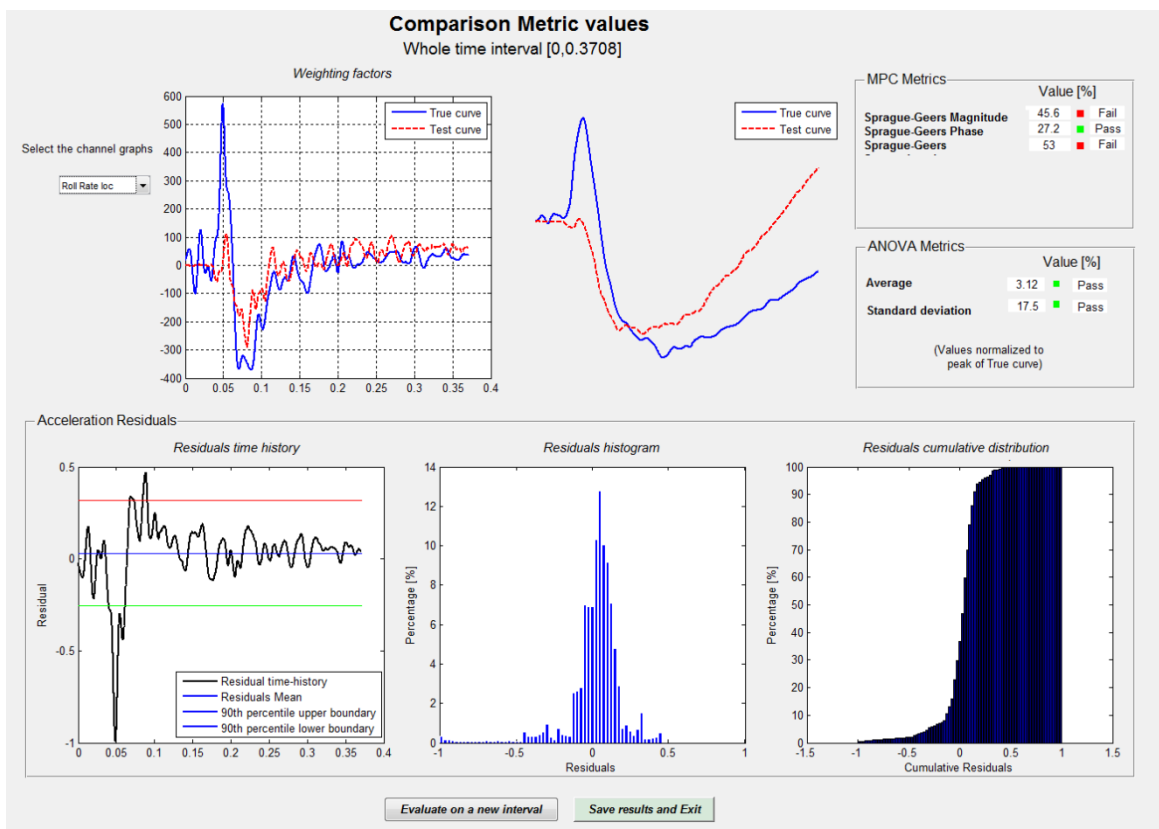 Comparison Metric values
Whole time interval [0,0.3708]
Weighting factors
Select the channel graphs
Roll Rate loc
600
500
400
300
200
100
0
-100
-200
-300
-400
0 0.05 0.1 0.15 0.2 0.25 0.3 0.35 0.4
True curve
Test curve
True curve
Test curve
MPC Metrics
Value [%]
Sprague-Geers Magnitude 45.6 Fail
Sprague-Geers Phase 27.2 Pass
Sprague-Geers 53 Fail
ANOVA Metrics
Value [%]
Average 3.12 Pass
Standard deviation 17.5 Pass
(Values normalized to
peak of True curve)
Acceleration Residuals
Residuals time history
0.5
0
-0.5
-1
Residual
0 0.05 0.1 0.15 0.2 0.25 0.3 0.35 0.4
Residual time-history
Residuals Mean
90th percentile upper boundary
90th percentile lower boundary
Residuals histogram
14
12
10
8
6
4
2
0
Percentage [%]
-1 -0.5 0 0.5 1
Residuals
Residuals cumulative distribution
100
90
80
70
60
50
40
30
20
10
0
Percentage [%]
-1.5 -1 -0.5 0 0.5 1 1.5
Cumulative Residuals
Evaluate on a new interval
Save results and Exit